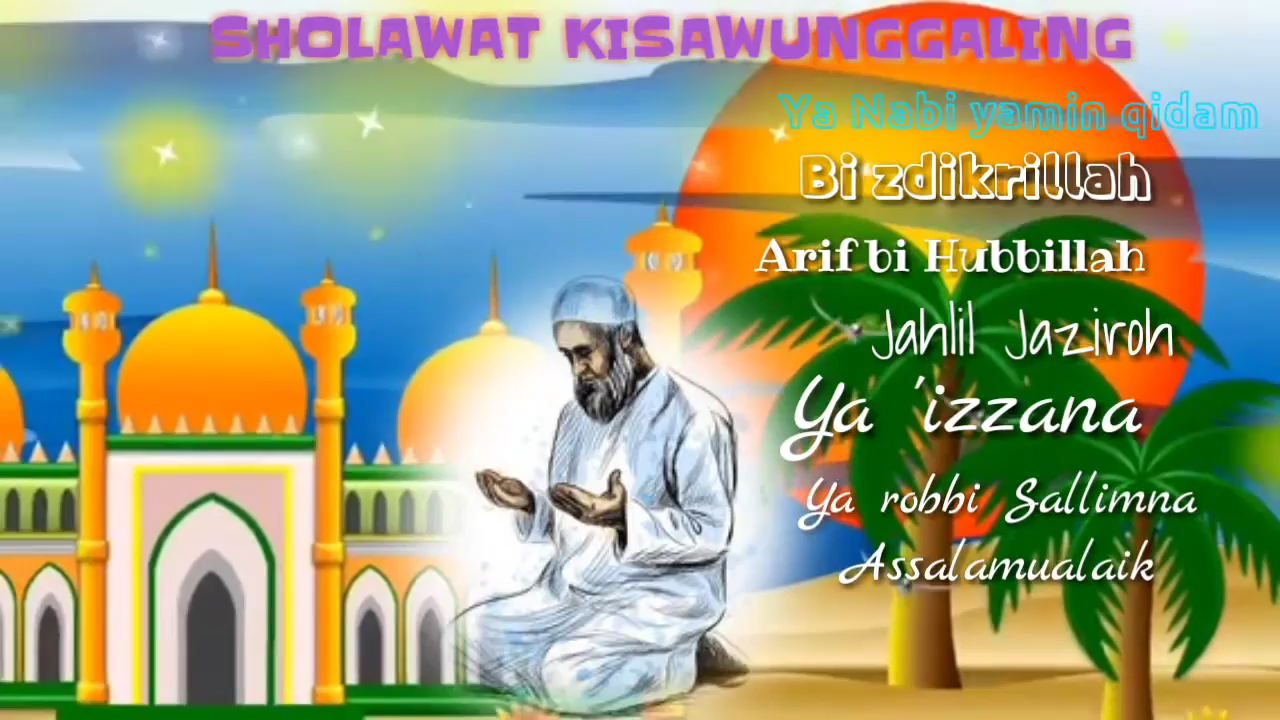 SHOLAWAT KISAWUNGGALING
Ya Nabi yamin qidam
Bi'zdikrillah
Arif bi Hubbillah
Jahlil Jaziroh
Ya 'izzana
Ya robbi Sallimna
Assalamualaik